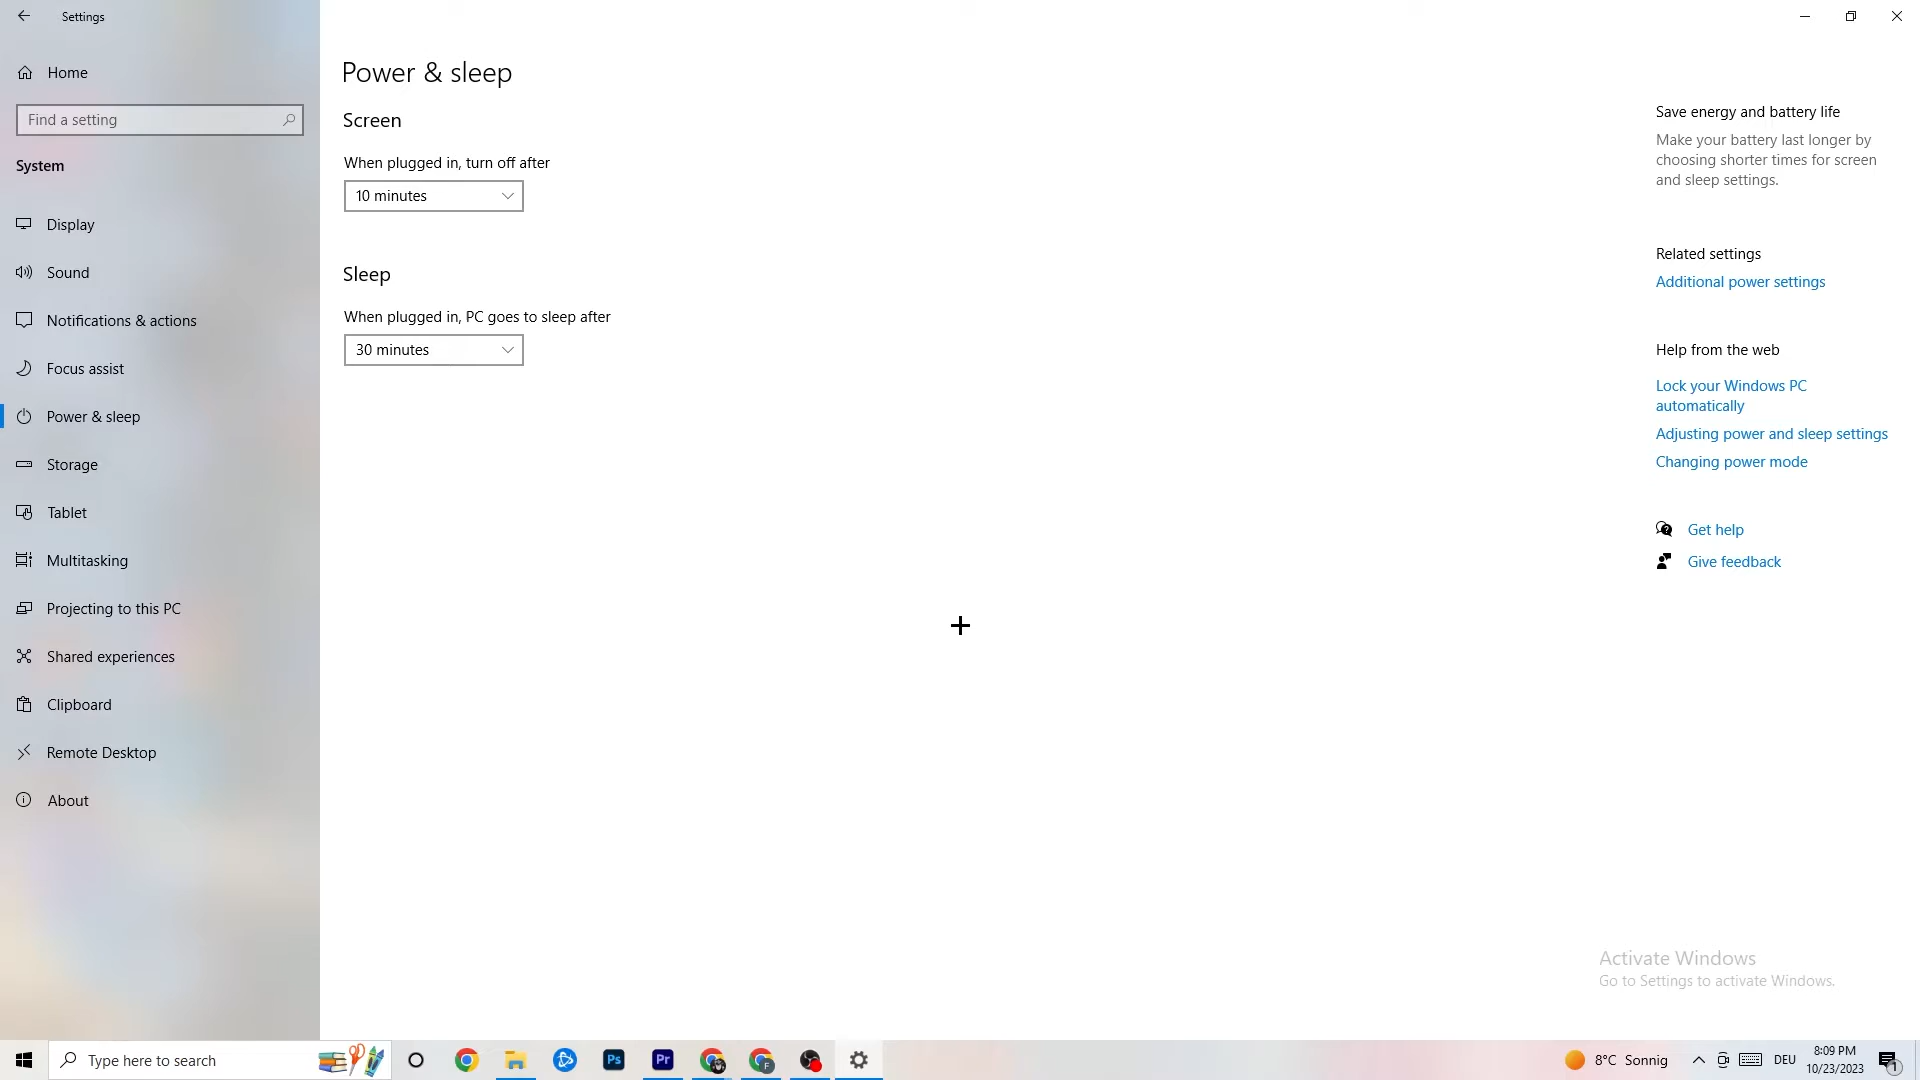 Settings
Home
Find a setting
System
Display
Sound
Notifications & actions
Focus assist
Power & sleep
Storage
Tablet
Multitasking
Projecting to this PC
Shared experiences
Clipboard
Remote Desktop
About
Power & sleep
Screen
When plugged in, turn off after
10 minutes
Sleep
When plugged in, PC goes to sleep after
30 minutes
Save energy and battery life
Make your battery last longer by
choosing shorter times for screen
and sleep settings.
Related settings
Additional power settings
Help from the web
Lock your Windows PC
automatically
Adjusting power and sleep settings
Changing power mode
Get help
Give feedback
Activate Windows
Go to Settings to activate Windows.
Type here to search
Ps
Pr
F
8°C Sonnig
DEU
8:09 PM
10/23/2023
1